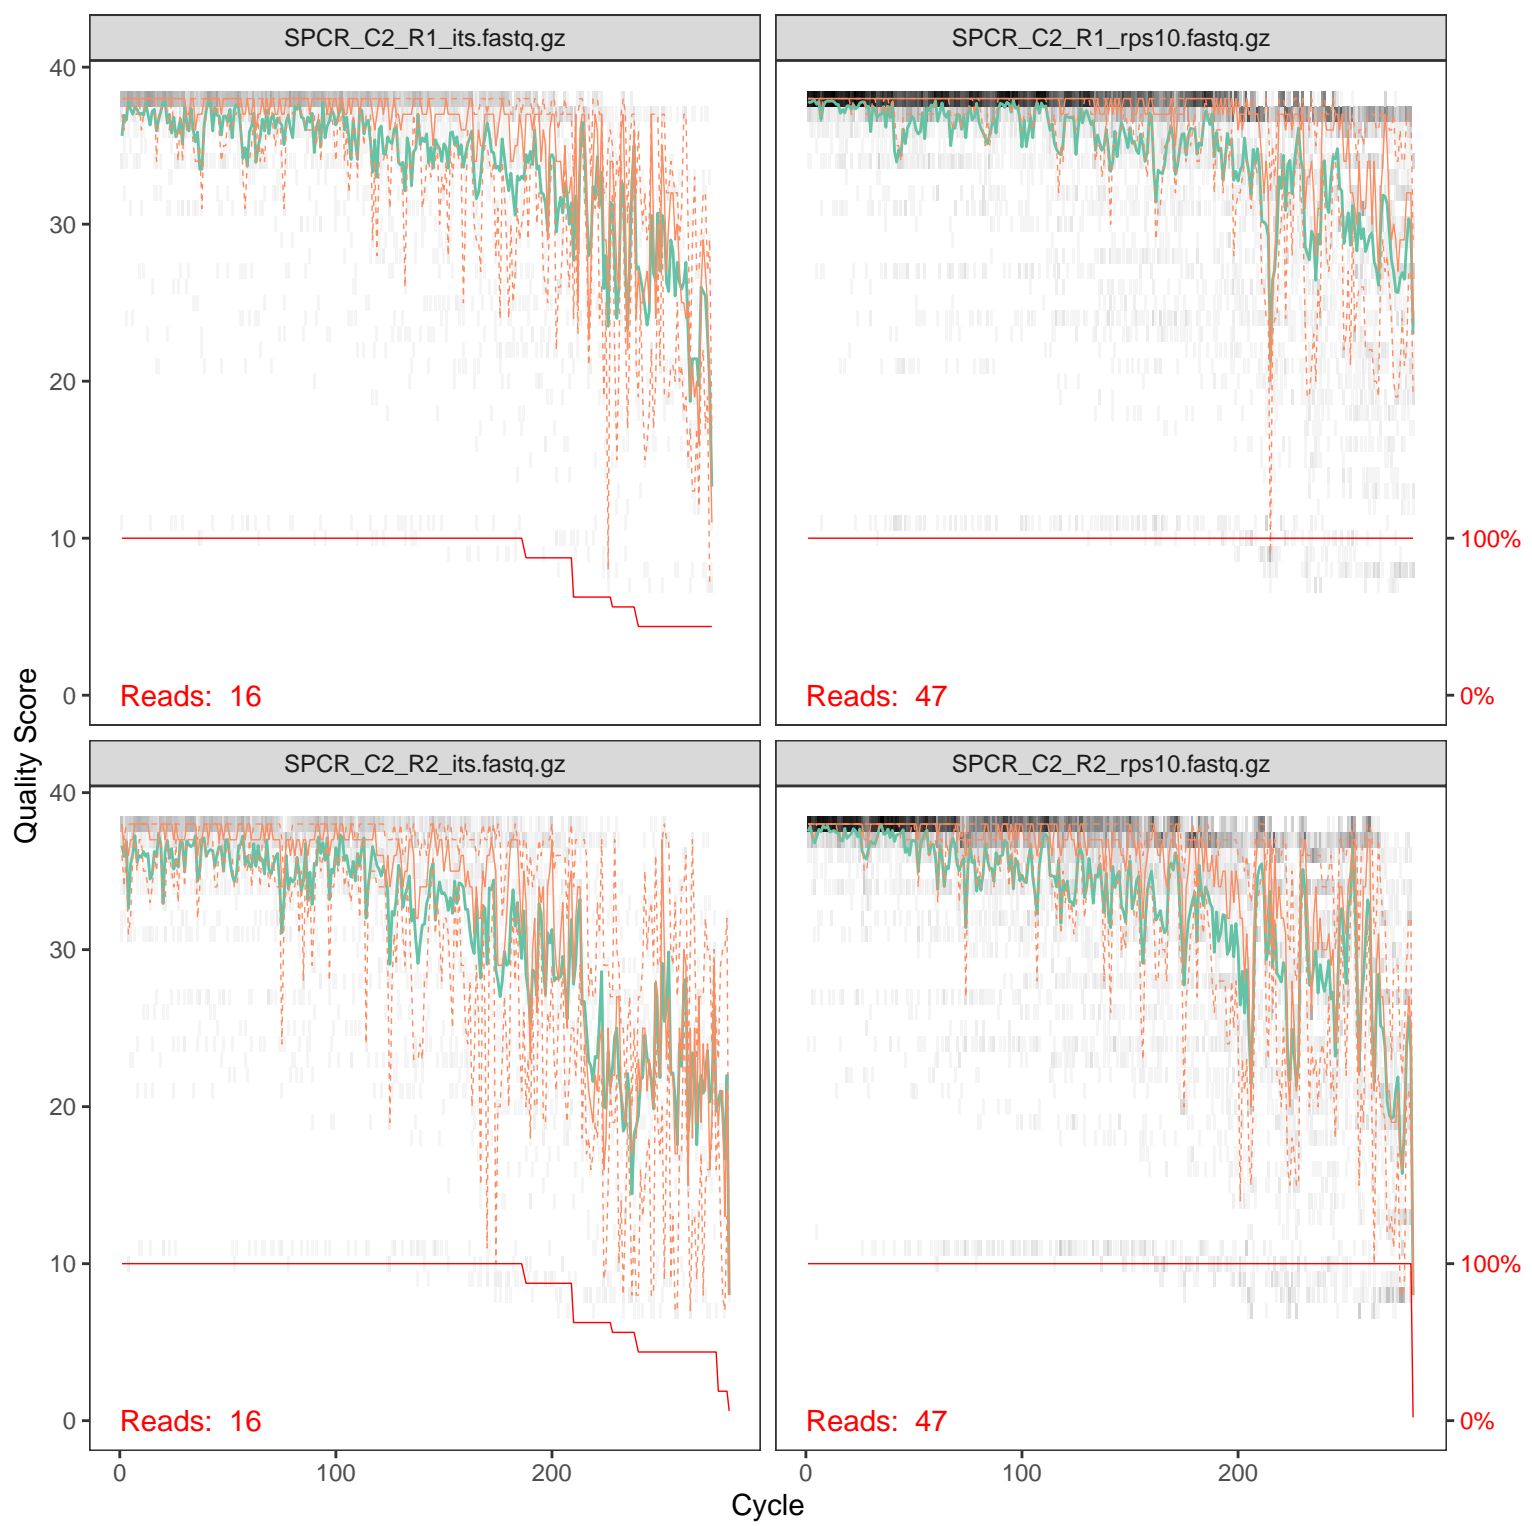 SPCR_C2_R1_its.fastq.gz
SPCR_C2_R1_rps10.fastq.gz
40
30
20
10
0
100%
0%
Reads: 16
Reads: 47
Quality Score
SPCR_C2_R2_its.fastq.gz
SPCR_C2_R2_rps10.fastq.gz
40
30
20
10
0
100%
0%
Reads: 16
Reads: 47
0 100 200
0 100 200
Cycle